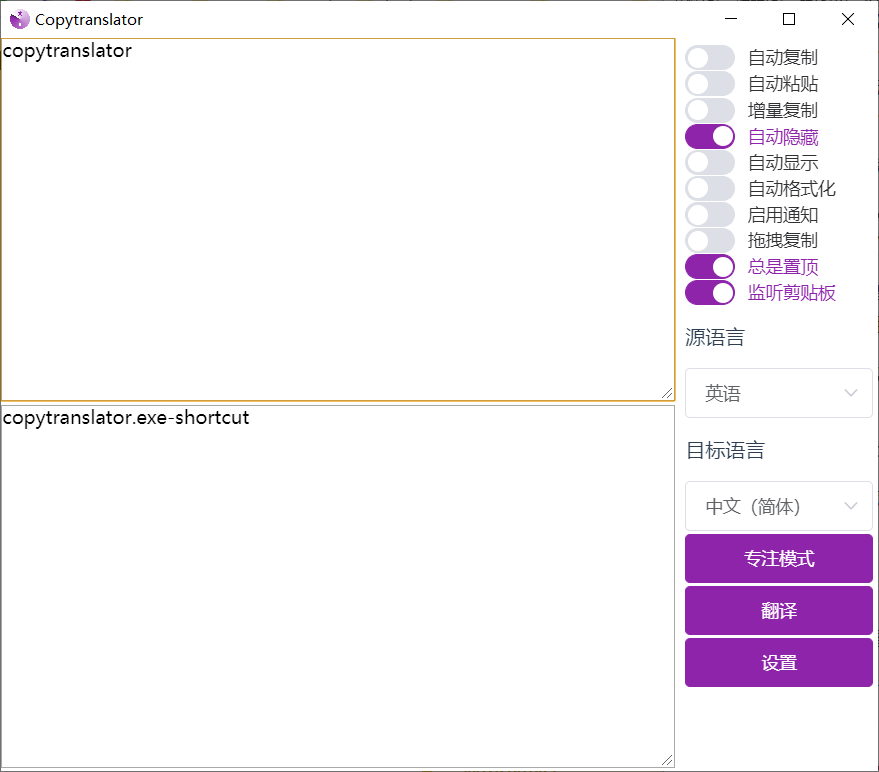 Copytranslator
copytranslator
copytranslator.exe-shortcut
自动复制
自动粘贴
增量复制
自动隐藏
自动显示
自动格式化
启用通知
拖拽复制
总是置顶
监听剪贴板
源语言
英语
目标语言
中文（简体）
专注模式
翻译
设置